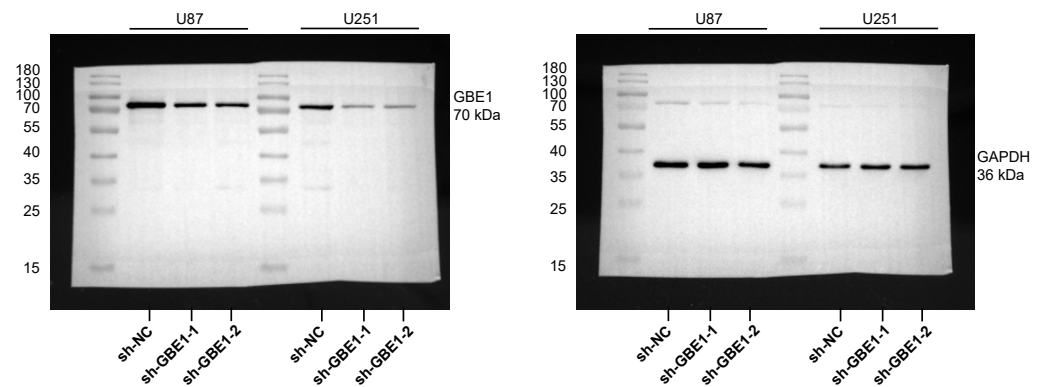 U87 U251
180
130
100
70
55
40
35
25
15
GBE1
70 kDa
sh-NC
sh-GBE1-1
sh-GBE1-2
sh-NC
sh-GBE1-1
sh-GBE1-2
U87 U251
180
130
100
70
55
40
35
25
15
GAPDH
36 kDa
sh-NC
sh-GBE1-1
sh-GBE1-2
sh-NC
sh-GBE1-1
sh-GBE1-2